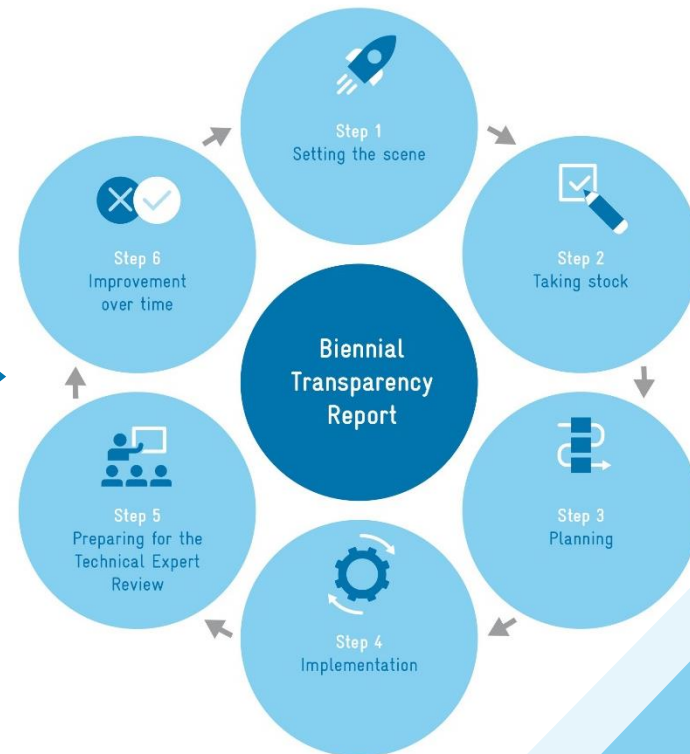 Step 1
Setting the scene
Step 2
Taking stock
Step 3
Planning
Step 4
Implementation
Step 5
Preparing for the
Technical Expert
Review
Step 6
Improvement
over time
Biennial
Transparency
Report